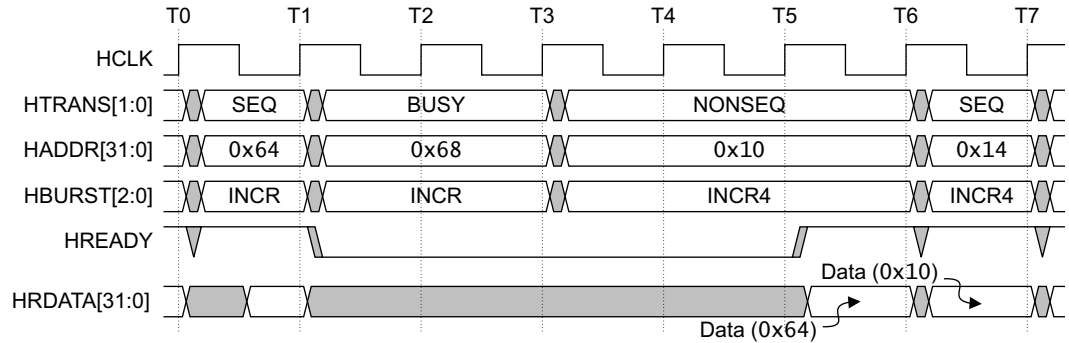 T0 T1 T2 T3 T4 T5 T6 T7
HCLK
HTRANS[1:0] SEQ BUSY NONSEQ SEQ
HADDR[31:0] 0x64 0x68 0x10 0x14
HBURST[2:0] INCR INCR INCR4 INCR4
HREADY
Data (0x10)
HRDATA[31:0]
Data (0x64)